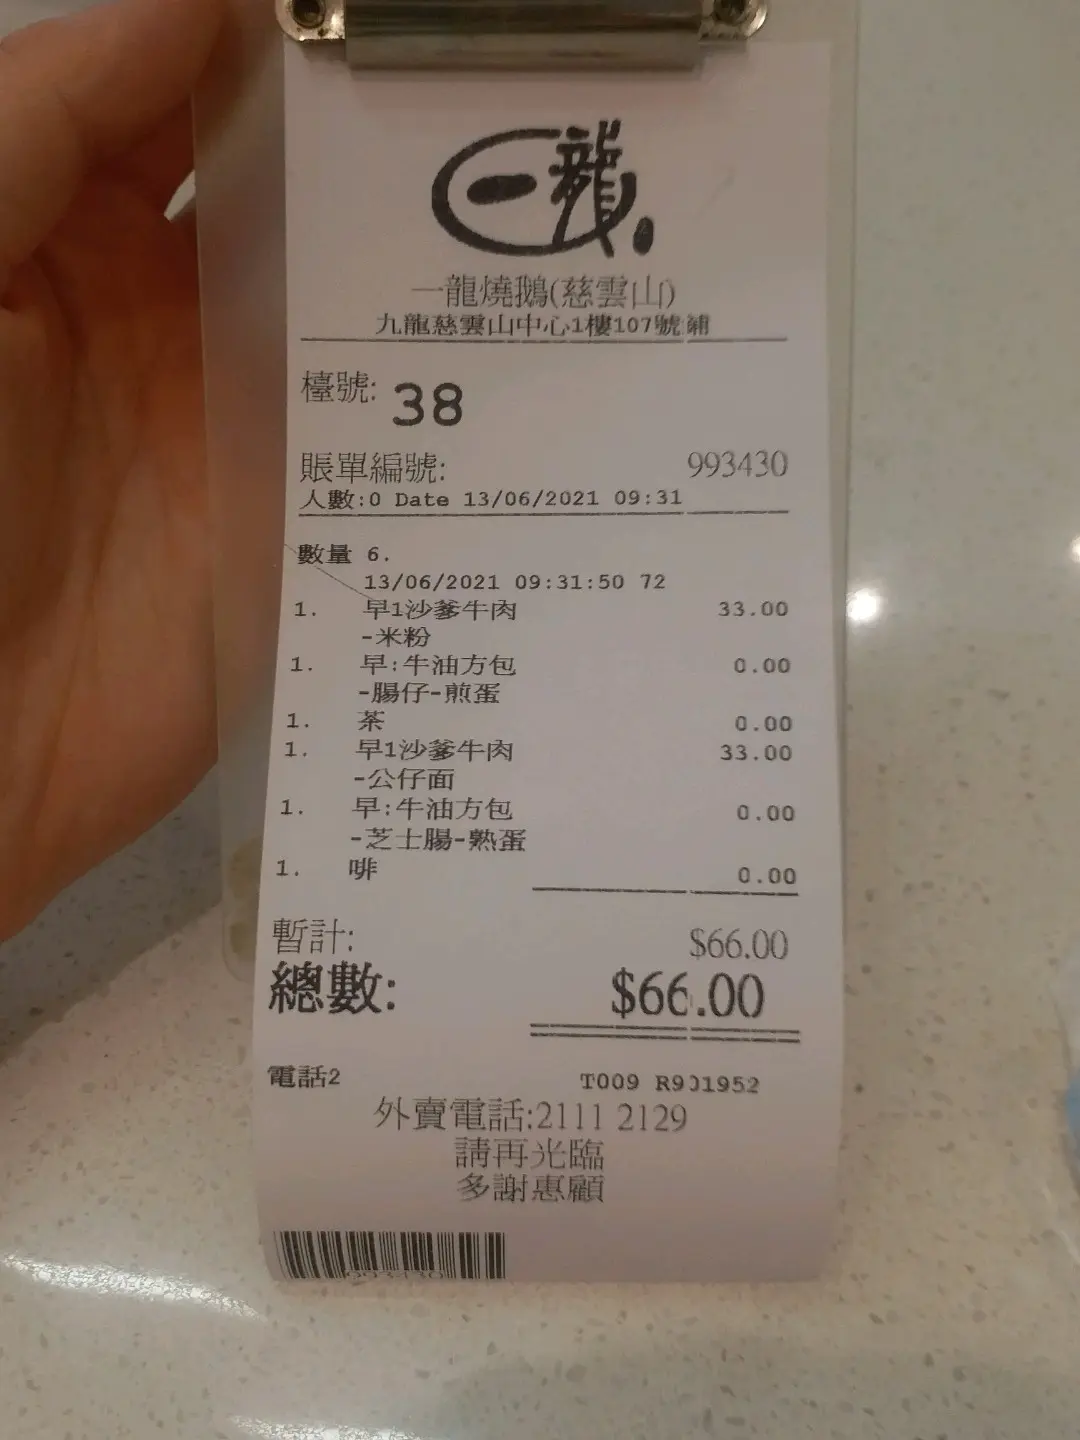 一龍
一龍燒鵝(慈雲山)
九龍慈雲山中心1樓107號鋪
檯號: 38
賬單編號: 993430
人數:0 Date 13/06/2021 09:31
數量 6.
13/06/2021 09:31:50 72
1. 早1沙爹牛肉 33.00
-米粉
1. 早:牛油方包 0.00
-腸仔-煎蛋
1. 茶 0.00
1. 早1沙爹牛肉 33.00
-公仔面
1. 早:牛油方包 0.00
-芝士腸-熟蛋
1. 啡 0.00
暫計: $66.00
總數: $66.00
電話2 T009 R901952
外賣電話:2111 2129
請再光臨
多謝惠顧
993430